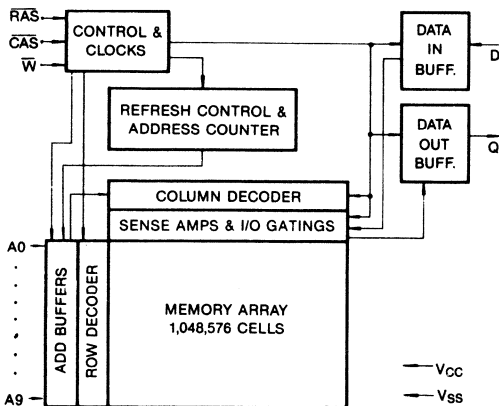 RAS
CAS
W
CONTROL &
CLOCKS
DATA
IN
BUFF.
D
REFRESH CONTROL &
ADDRESS COUNTER
DATA
OUT
BUFF.
Q
COLUMN DECODER
SENSE AMPS & I/O GATINGS
A0
A9
ADD BUFFERS
ROW DECODER
MEMORY ARRAY
1,048,576 CELLS
VCC
VSS